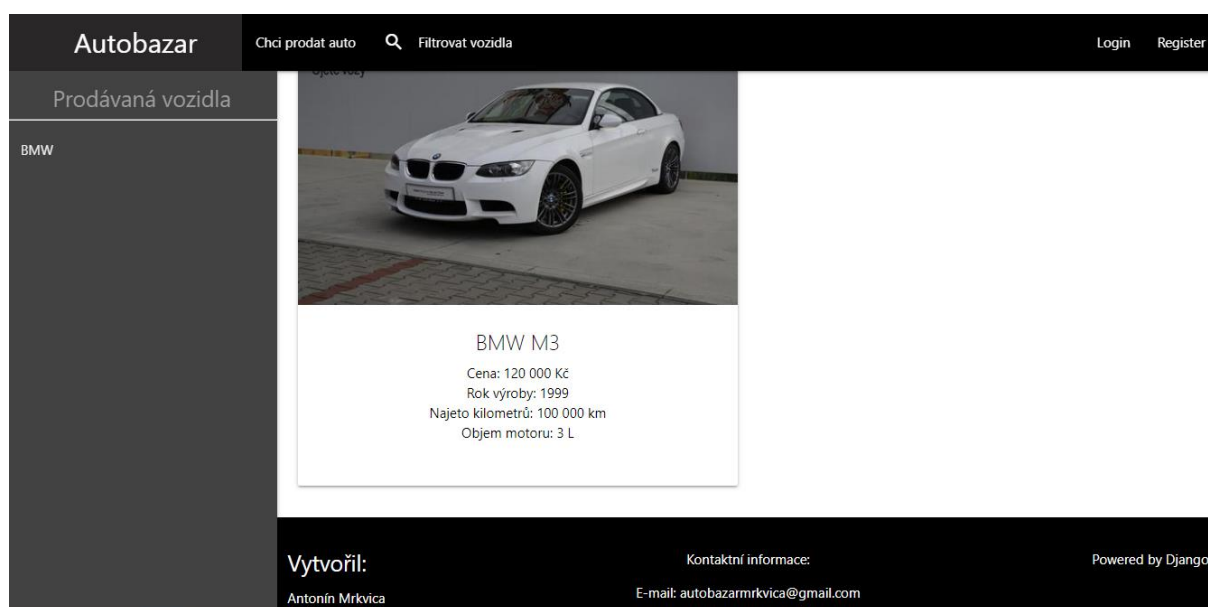 Autobazar
Chci prodat auto
Filtrovat vozidla
Login
Register
Prodávaná vozidla
BMW
BMW M3
Cena: 120 000 Kč
Rok výroby: 1999
Najeto kilometrů: 100 000 km
Objem motoru: 3 L
Vytvořil:
Antonín Mrkvica
Kontaktní informace:
E-mail: autobazarmrkvica@gmail.com
Powered by Django